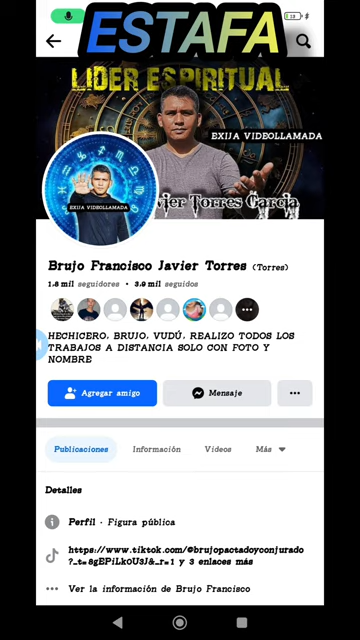 ESTAFA
LIDER ESPIRITUAL
EXIJA VIDEOLLAMADA
EXIJA VIDEOLLAMADA
vier Torres Garcia
Brujo Francisco Javier Torres (Torres)
1.8 mil seguidores • 3.9 mil seguidos
HECHICERO, BRUJO, VUDÚ, REALIZO TODOS LOS
TRABAJOS A DISTANCIA SOLO CON FOTO Y
NOMBRE
Agregar amigo
Mensaje
Publicaciones
Información
Videos
Más
Detalles
Perfil · Figura pública
https://www.tiktok.com/@brujopactadoyconjurado
?_t=8gEPiLk0U3J&_r=1 y 3 enlaces más
Ver la información de Brujo Francisco